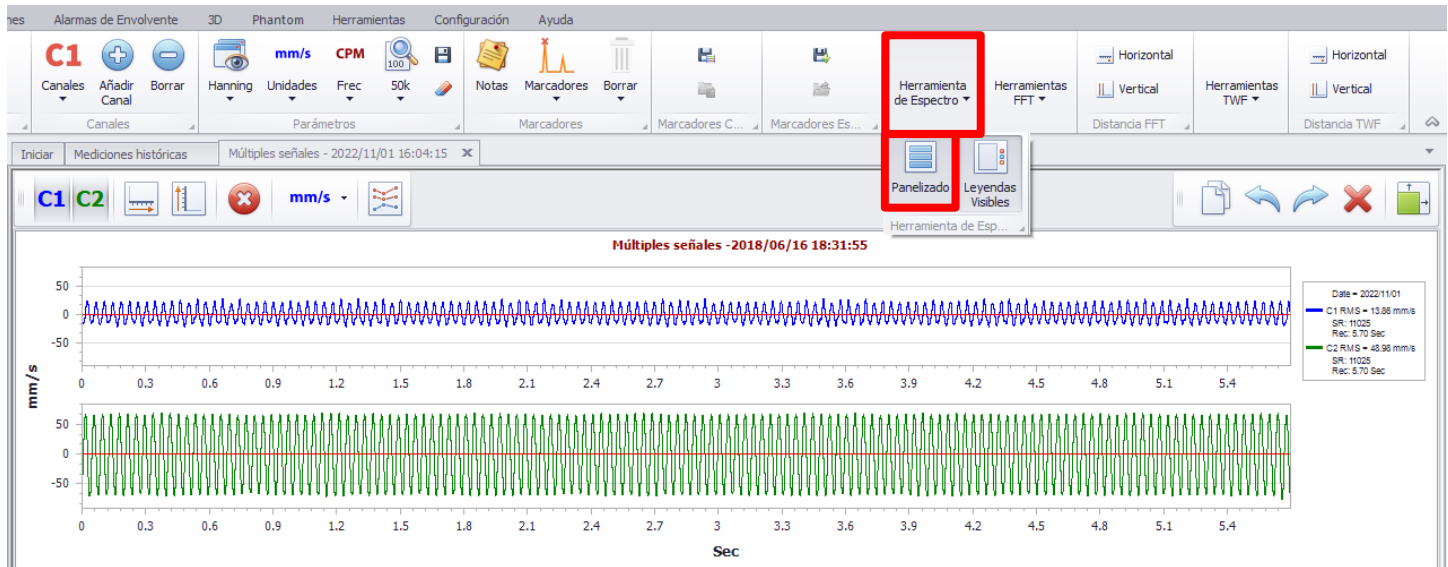 nes Alarmas de Envolvente 3D Phantom Herramientas Configuración Ayuda
C1 mm/s CPM 100
Canales Añadir Canal Borrar Hanning Unidades Frec 50k Notas Marcadores Borrar Herramienta de Espectro Herramientas FFT Horizontal Vertical Herramientas TWF Horizontal Vertical
Canales Parámetros Marcadores Marcadores C... Marcadores Es... Distancia FFT Distancia TWF
Iniciar Mediciones históricas Múltiples señales - 2022/11/01 16:04:15
Panelizado Leyendas Visibles
Herramienta de Esp...
C1 C2 mm/s
Múltiples señales -2018/06/16 18:31:55
50
0
-50
0 0.3 0.6 0.9 1.2 1.5 1.8 2.1 2.4 2.7 3 3.3 3.6 3.9 4.2 4.5 4.8 5.1 5.4
mm/s
50
0
-50
0 0.3 0.6 0.9 1.2 1.5 1.8 2.1 2.4 2.7 3 3.3 3.6 3.9 4.2 4.5 4.8 5.1 5.4
Sec
Date = 2022/11/01
C1 RMS = 13.86 mm/s
SR: 11025
Rec: 5.70 Sec
C2 RMS = 48.98 mm/s
SR: 11025
Rec: 5.70 Sec